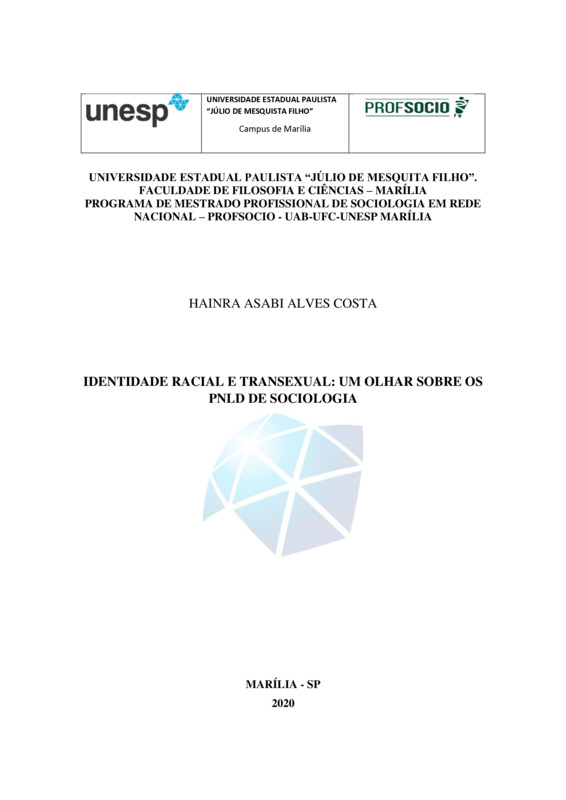 unesp
UNIVERSIDADE ESTADUAL PAULISTA
“JÚLIO DE MESQUISTA FILHO”
Campus de Marília
PROFSOCIO
UNIVERSIDADE ESTADUAL PAULISTA “JÚLIO DE MESQUITA FILHO”.
FACULDADE DE FILOSOFIA E CIÊNCIAS – MARÍLIA
PROGRAMA DE MESTRADO PROFISSIONAL DE SOCIOLOGIA EM REDE
NACIONAL – PROFSOCIO - UAB-UFC-UNESP MARÍLIA
HAINRA ASABI ALVES COSTA
IDENTIDADE RACIAL E TRANSEXUAL: UM OLHAR SOBRE OS
PNLD DE SOCIOLOGIA
MARÍLIA - SP
2020